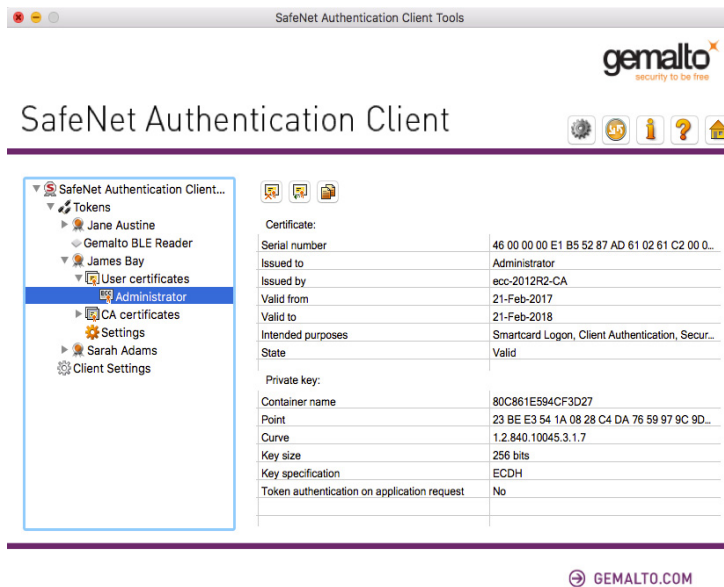 SafeNet Authentication Client Tools
gemalto
security to be free
SafeNet Authentication Client
SafeNet Authentication Client...
Tokens
Jane Austine
Gemalto BLE Reader
James Bay
User certificates
Administrator
CA certificates
Settings
Sarah Adams
Client Settings
Certificate:
Serial number 46 00 00 00 E1 B5 52 87 AD 61 02 61 C2 00 0...
Issued to Administrator
Issued by ecc-2012R2-CA
Valid from 21-Feb-2017
Valid to 21-Feb-2018
Intended purposes Smartcard Logon, Client Authentication, Secur...
State Valid
Private key:
Container name 80C861E594CF3D27
Point 23 BE E3 54 1A 08 28 C4 DA 76 59 97 9C 9D...
Curve 1.2.840.10045.3.1.7
Key size 256 bits
Key specification ECDH
Token authentication on application request No
GEMALTO.COM